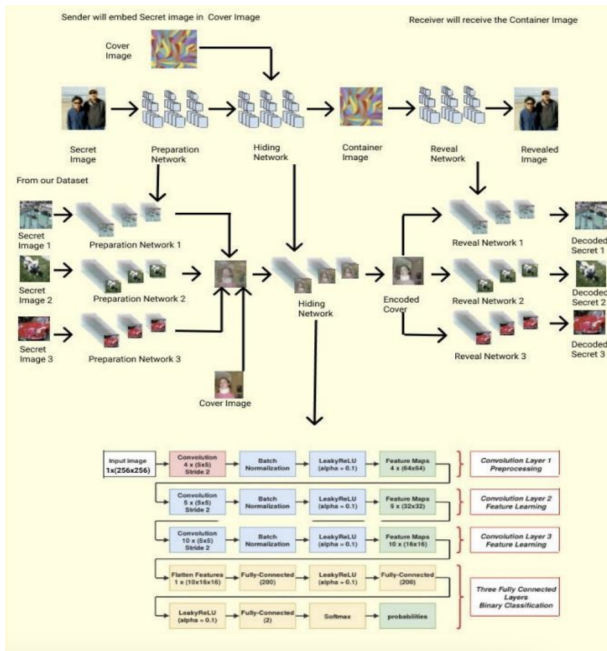 Sender will embed Secret image in Cover Image
Receiver will receive the Container Image
Cover
Image
Secret
Image
Preparation
Network
Hiding
Network
Container
Image
Reveal
Network
Revealed
Image
From our Dataset
Secret
Image 1
Preparation Network 1
Reveal Network 1
Decoded
Secret 1
Secret
Image 2
Preparation Network 2
Hiding
Network
Encoded
Cover
Reveal Network 2
Decoded
Secret 2
Secret
Image 3
Preparation Network 3
Reveal Network 3
Decoded
Secret 3
Cover Image
Input Image
1x(256x256)
Convolution
4 x (5x5)
Stride 2
Batch
Normalization
LeakyReLU
(alpha = 0.1)
Feature Maps
4 x (64x64)
Convolution Layer 1
Preprocessing
Convolution
5 x (5x5)
Stride 2
Batch
Normalization
LeakyReLU
(alpha = 0.1)
Feature Maps
5 x (32x32)
Convolution Layer 2
Feature Learning
Convolution
10 x (5x5)
Stride 2
Batch
Normalization
LeakyReLU
(alpha = 0.1)
Feature Maps
10 x (16x16)
Convolution Layer 3
Feature Learning
Flatten Features
1 x (10x16x16)
Fully-Connected
(200)
LeakyReLU
(alpha = 0.1)
Fully-Connected
(200)
Three Fully Connected
Layers
Binary Classification
LeakyReLU
(alpha = 0.1)
Fully-Connected
(2)
Softmax
probabilities